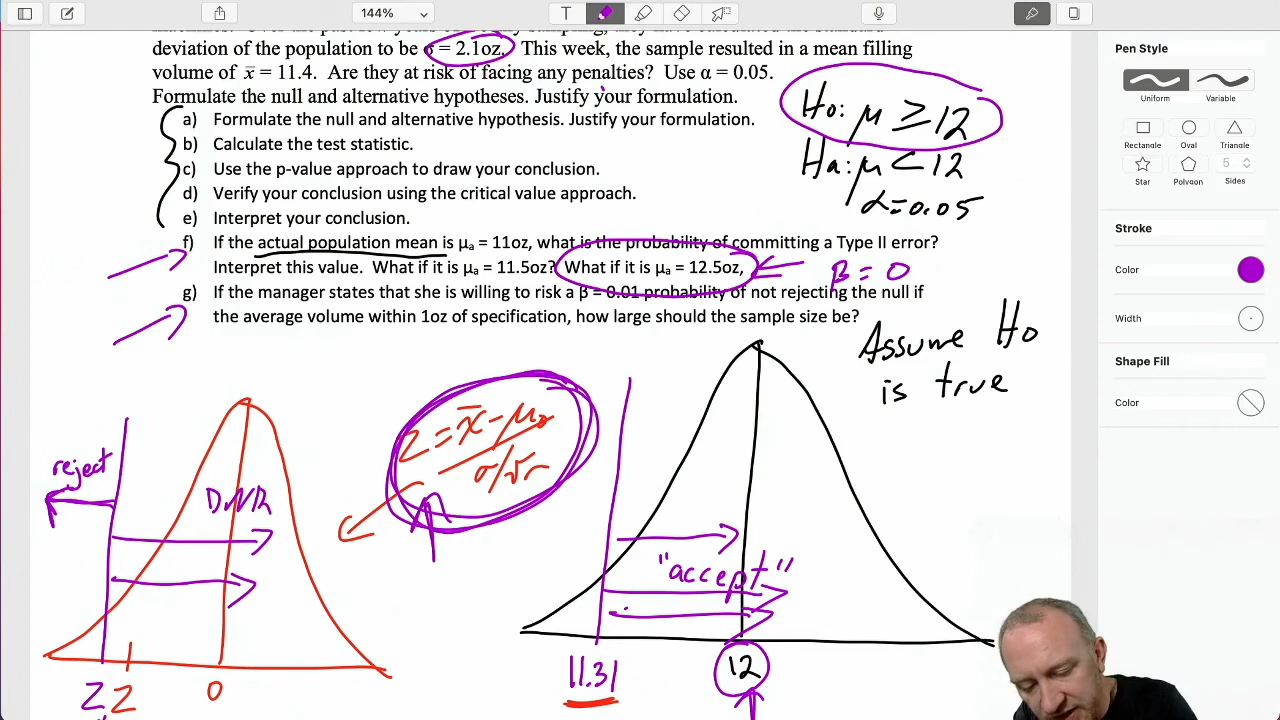 144%
T
deviation of the population to be σ = 2.1oz. This week, the sample resulted in a mean filling
volume of x̄ = 11.4. Are they at risk of facing any penalties? Use α = 0.05.
Formulate the null and alternative hypotheses. Justify your formulation.
a) Formulate the null and alternative hypothesis. Justify your formulation.
b) Calculate the test statistic.
c) Use the p-value approach to draw your conclusion.
d) Verify your conclusion using the critical value approach.
e) Interpret your conclusion.
f) If the actual population mean is μa = 11oz, what is the probability of committing a Type II error?
Interpret this value. What if it is μa = 11.5oz? What if it is μa = 12.5oz,
g) If the manager states that she is willing to risk a β = 0.01 probability of not rejecting the null if
the average volume within 1oz of specification, how large should the sample size be?
Ho: μ ≥ 12
Ha: μ < 12
α=0.05
β = 0
Assume Ho
is true
reject
DNR
Z = x̄ - μ₀
σ/√n
"accept"
Z Z 0
11.31
12
Pen Style
Uniform Variable
Rectangle Oval Triangle
Star Polygon 5 Sides
Stroke
Color
Width
Shape Fill
Color